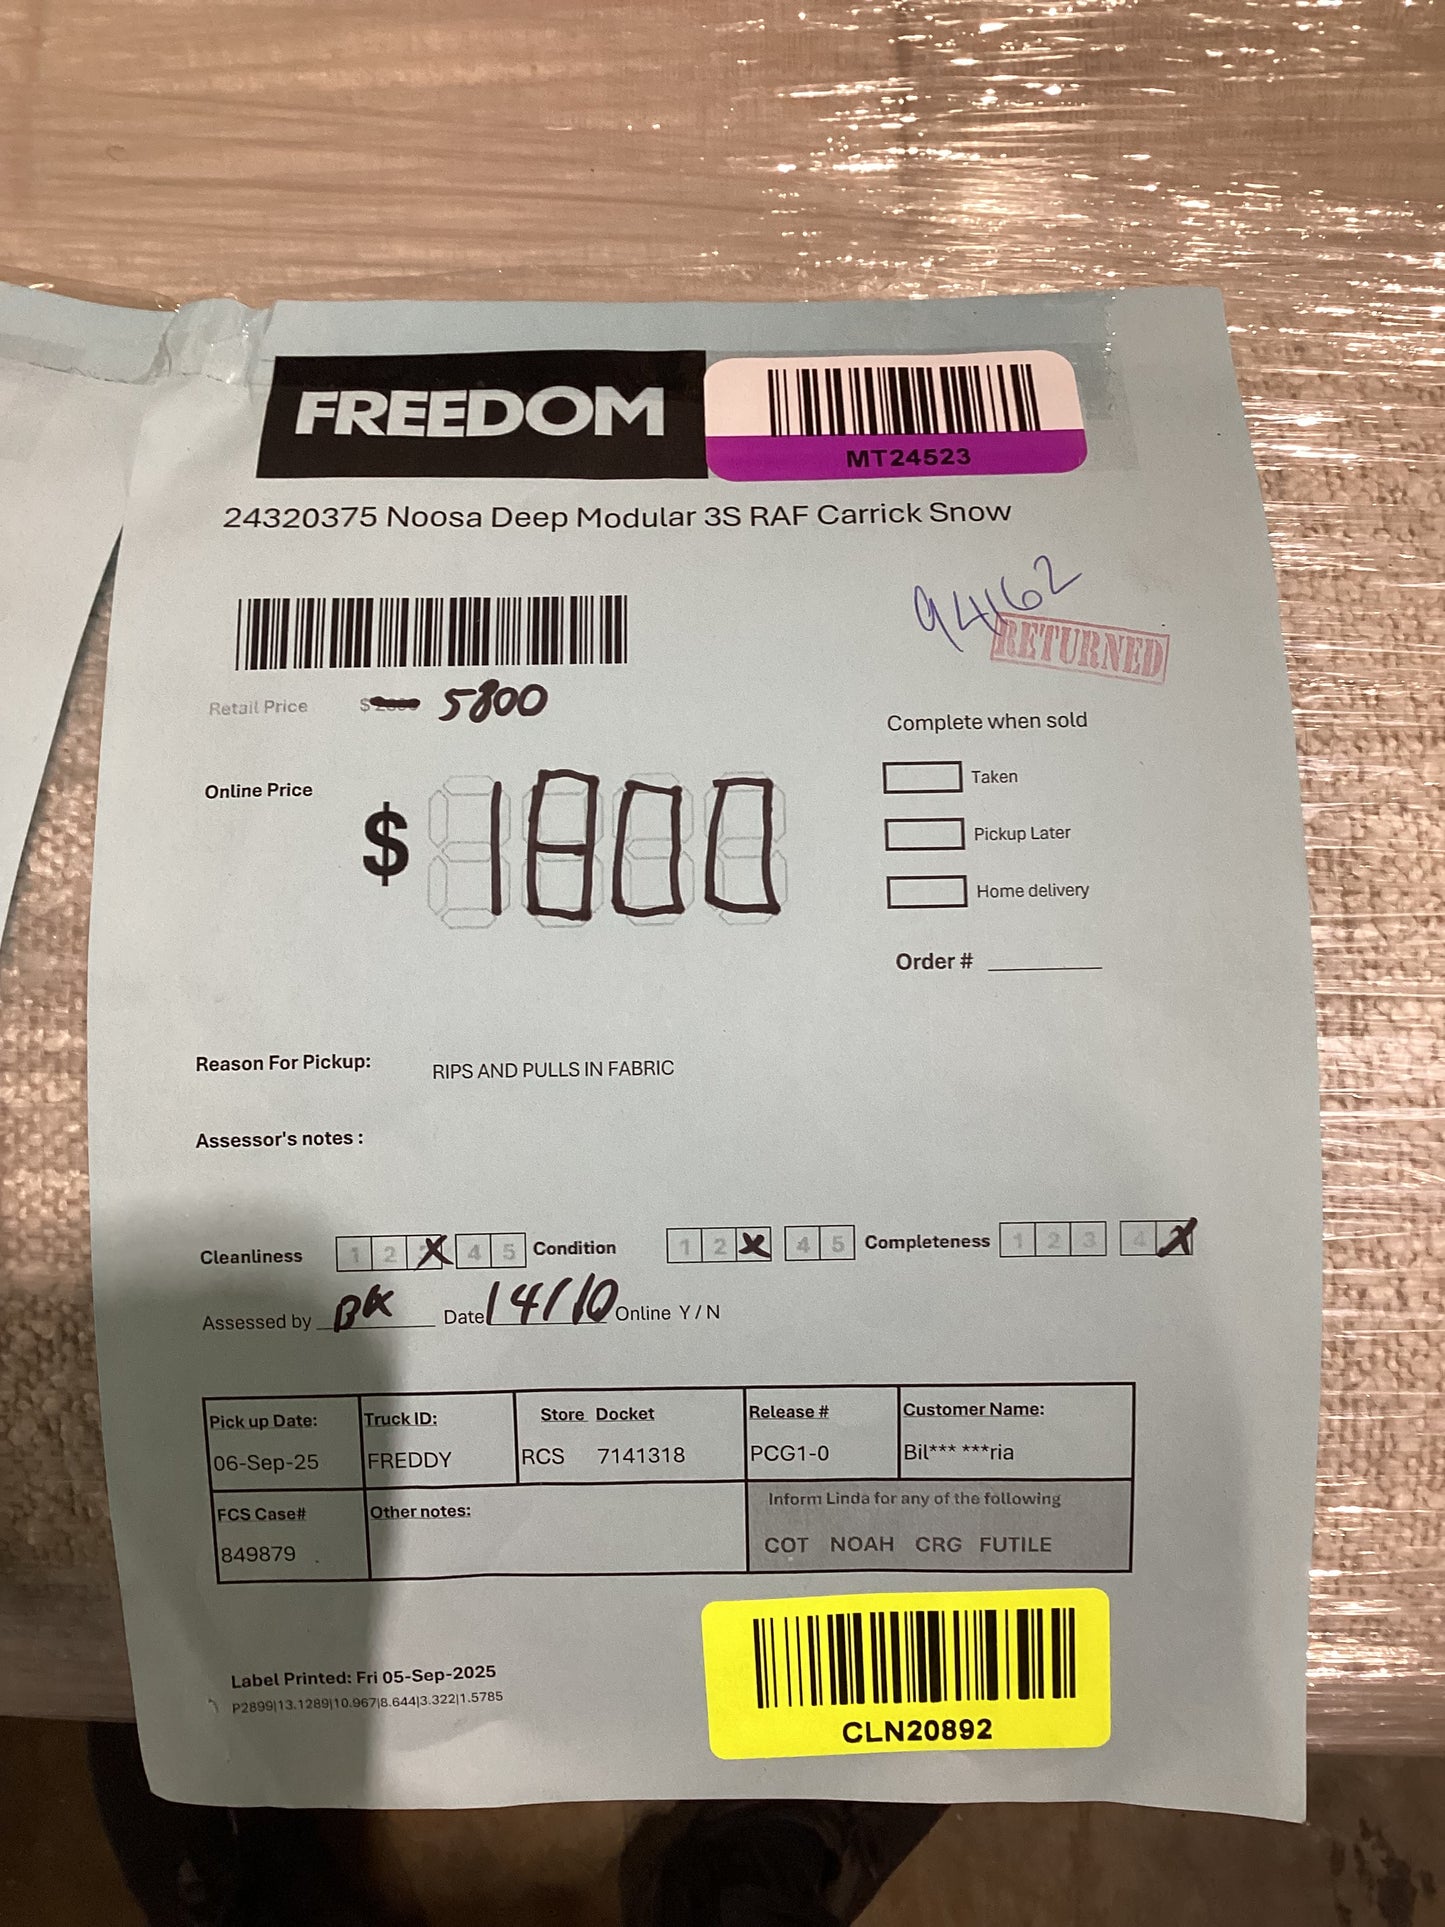 FREEDOM
MT24523
24320375 Noosa Deep Modular 3S RAF Carrick Snow
94162
RETURNED
Retail Price $ 5800
Complete when sold
Online Price $ 1800
Taken
Pickup Later
Home delivery
Order #
Reason For Pickup: RIPS AND PULLS IN FABRIC
Assessor's notes :
Cleanliness 1 2 X 4 5 Condition 1 2 X 4 5 Completeness 1 2 3 4 X
Assessed by BK Date 14/10 Online Y / N
Pick up Date: Truck ID: Store Docket Release # Customer Name:
06-Sep-25 FREDDY RCS 7141318 PCG1-0 Bil*** ***ria
FCS Case# Other notes: Inform Linda for any of the following
849879 COT NOAH CRG FUTILE
Label Printed: Fri 05-Sep-2025
P2899|13.1289|10.967|8.644|3.322|1.5785
CLN20892